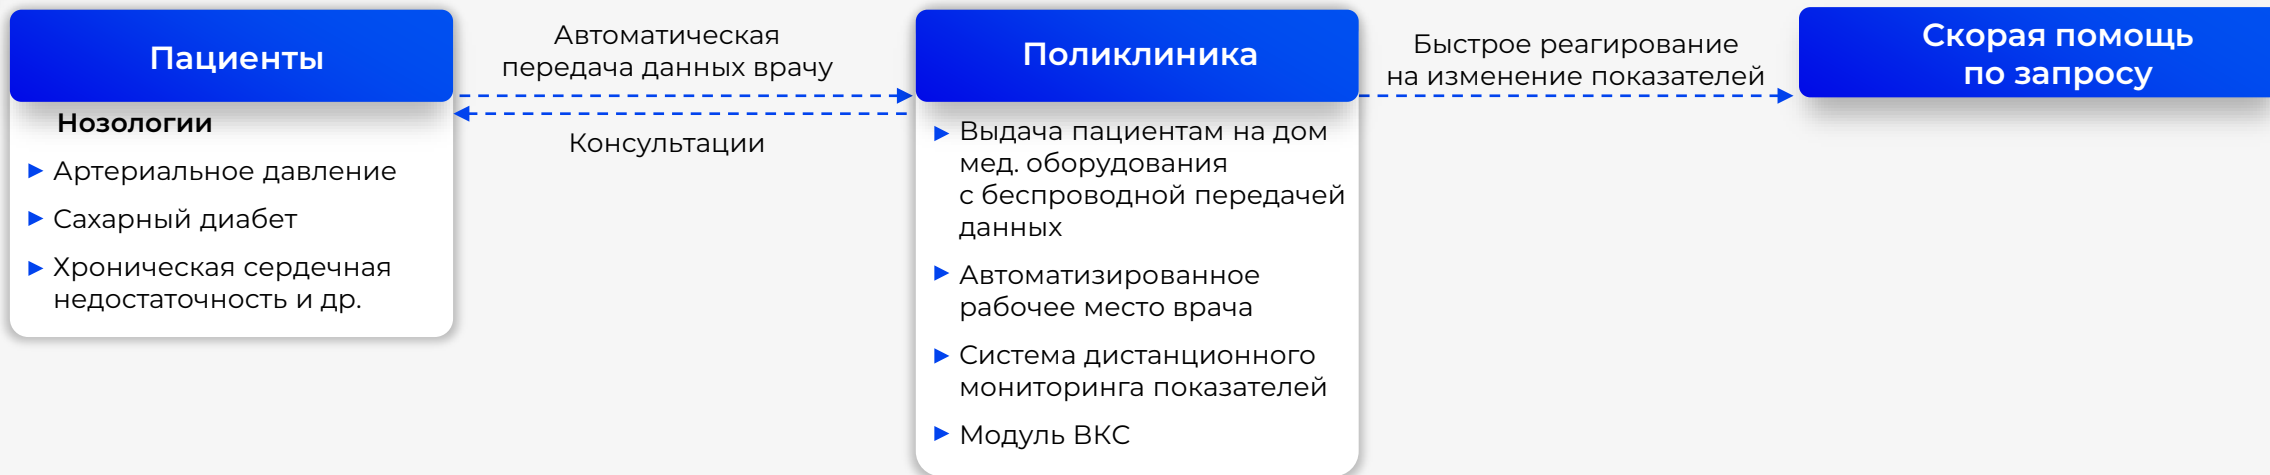 Пациенты
Нозологии
Артериальное давление
Сахарный диабет
Хроническая сердечная
недостаточность и др.
Автоматическая
передача данных врачу
Консультации
Поликлиника
Выдача пациентам на дом
мед. оборудования
с беспроводной передачей
данных
Автоматизированное
рабочее место врача
Система дистанционного
мониторинга показателей
Модуль ВКС
Быстрое реагирование
на изменение показателей
Скорая помощь
по запросу